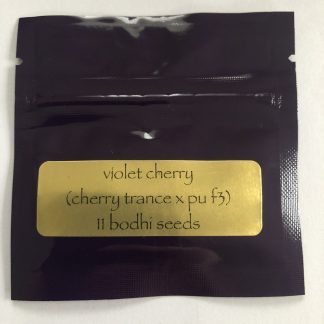 violet cherry
(cherry trance x pu f3)
11 bodhi seeds